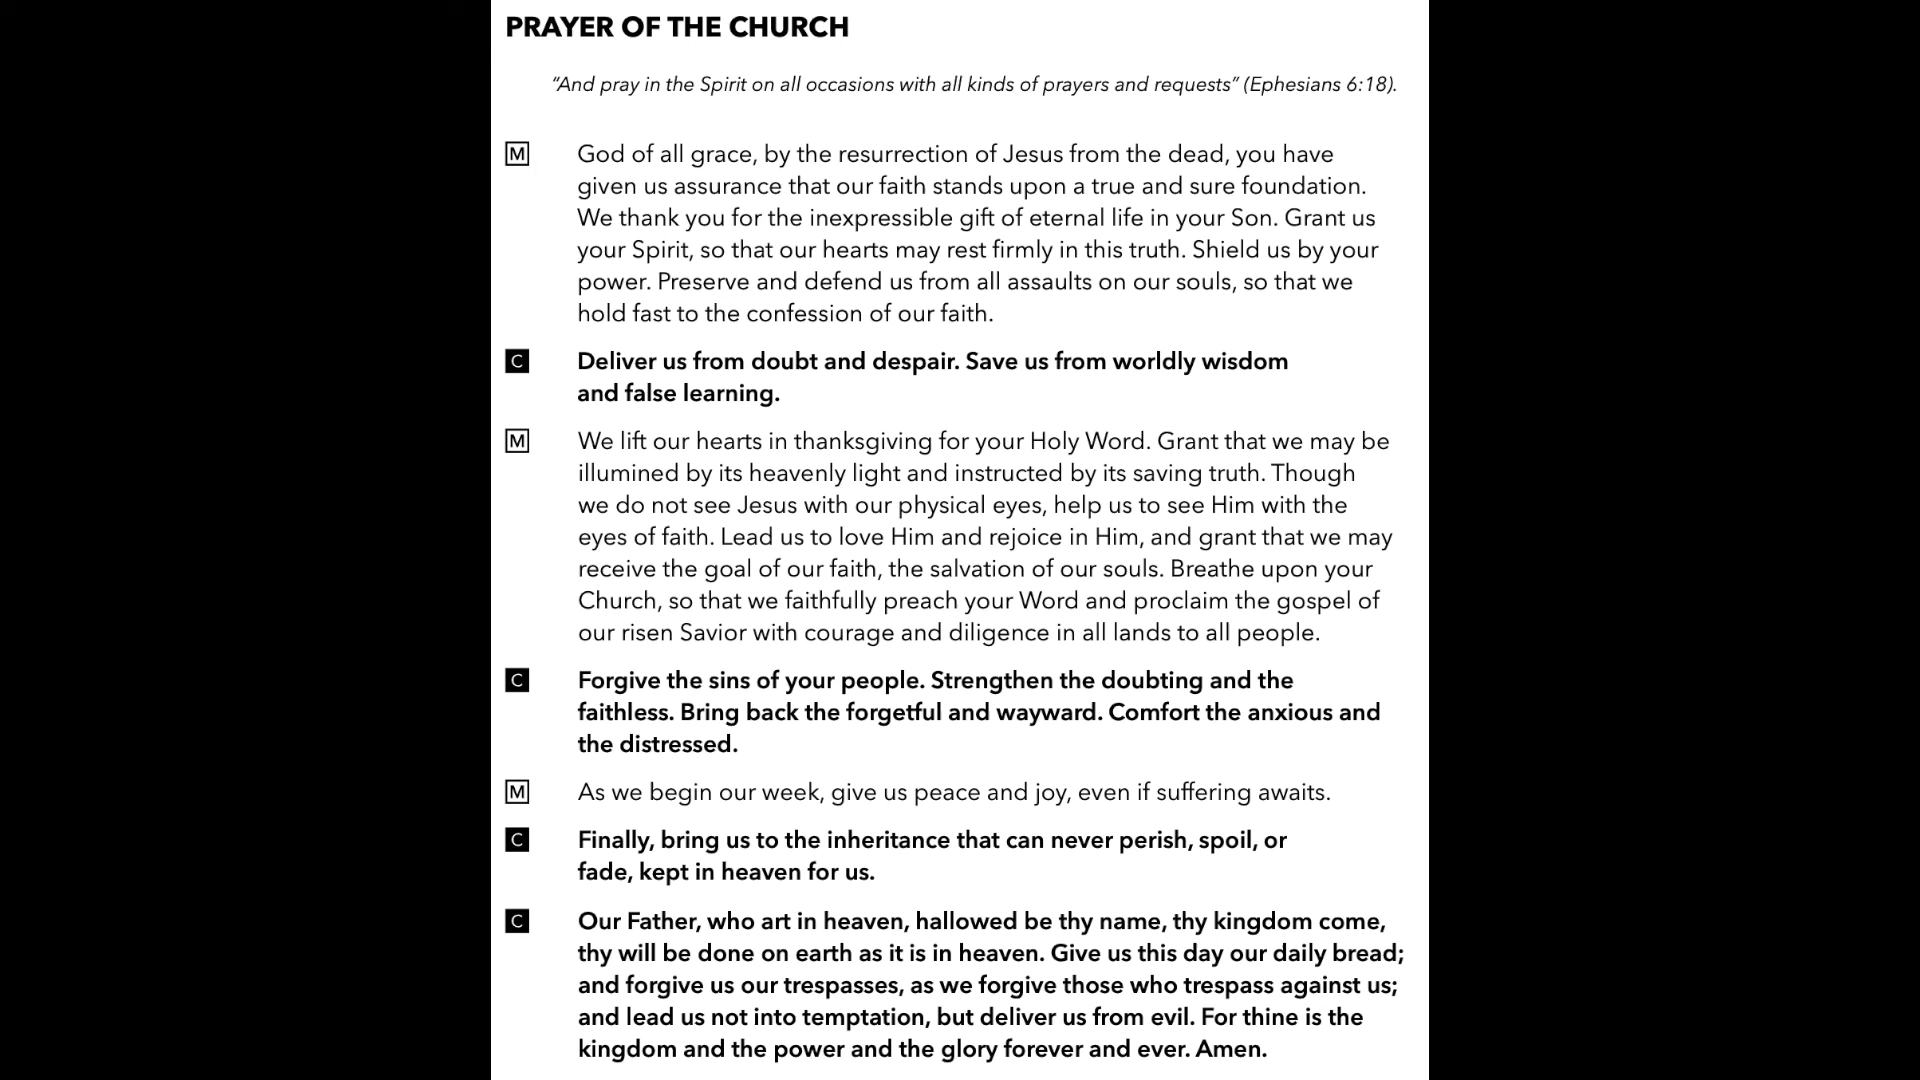 PRAYER OF THE CHURCH
“And pray in the Spirit on all occasions with all kinds of prayers and requests” (Ephesians 6:18).
M God of all grace, by the resurrection of Jesus from the dead, you have
given us assurance that our faith stands upon a true and sure foundation.
We thank you for the inexpressible gift of eternal life in your Son. Grant us
your Spirit, so that our hearts may rest firmly in this truth. Shield us by your
power. Preserve and defend us from all assaults on our souls, so that we
hold fast to the confession of our faith.
C Deliver us from doubt and despair. Save us from worldly wisdom
and false learning.
M We lift our hearts in thanksgiving for your Holy Word. Grant that we may be
illumined by its heavenly light and instructed by its saving truth. Though
we do not see Jesus with our physical eyes, help us to see Him with the
eyes of faith. Lead us to love Him and rejoice in Him, and grant that we may
receive the goal of our faith, the salvation of our souls. Breathe upon your
Church, so that we faithfully preach your Word and proclaim the gospel of
our risen Savior with courage and diligence in all lands to all people.
C Forgive the sins of your people. Strengthen the doubting and the
faithless. Bring back the forgetful and wayward. Comfort the anxious and
the distressed.
M As we begin our week, give us peace and joy, even if suffering awaits.
C Finally, bring us to the inheritance that can never perish, spoil, or
fade, kept in heaven for us.
C Our Father, who art in heaven, hallowed be thy name, thy kingdom come,
thy will be done on earth as it is in heaven. Give us this day our daily bread;
and forgive us our trespasses, as we forgive those who trespass against us;
and lead us not into temptation, but deliver us from evil. For thine is the
kingdom and the power and the glory forever and ever. Amen.